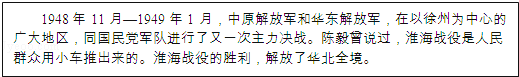 1948 年 11 月—1949 年 1 月，中原解放军和华东解放军，在以徐州为中心的
广大地区，同国民党军队进行了又一次主力决战。陈毅曾说过，淮海战役是人民
群众用小车推出来的。淮海战役的胜利，解放了华北全境。